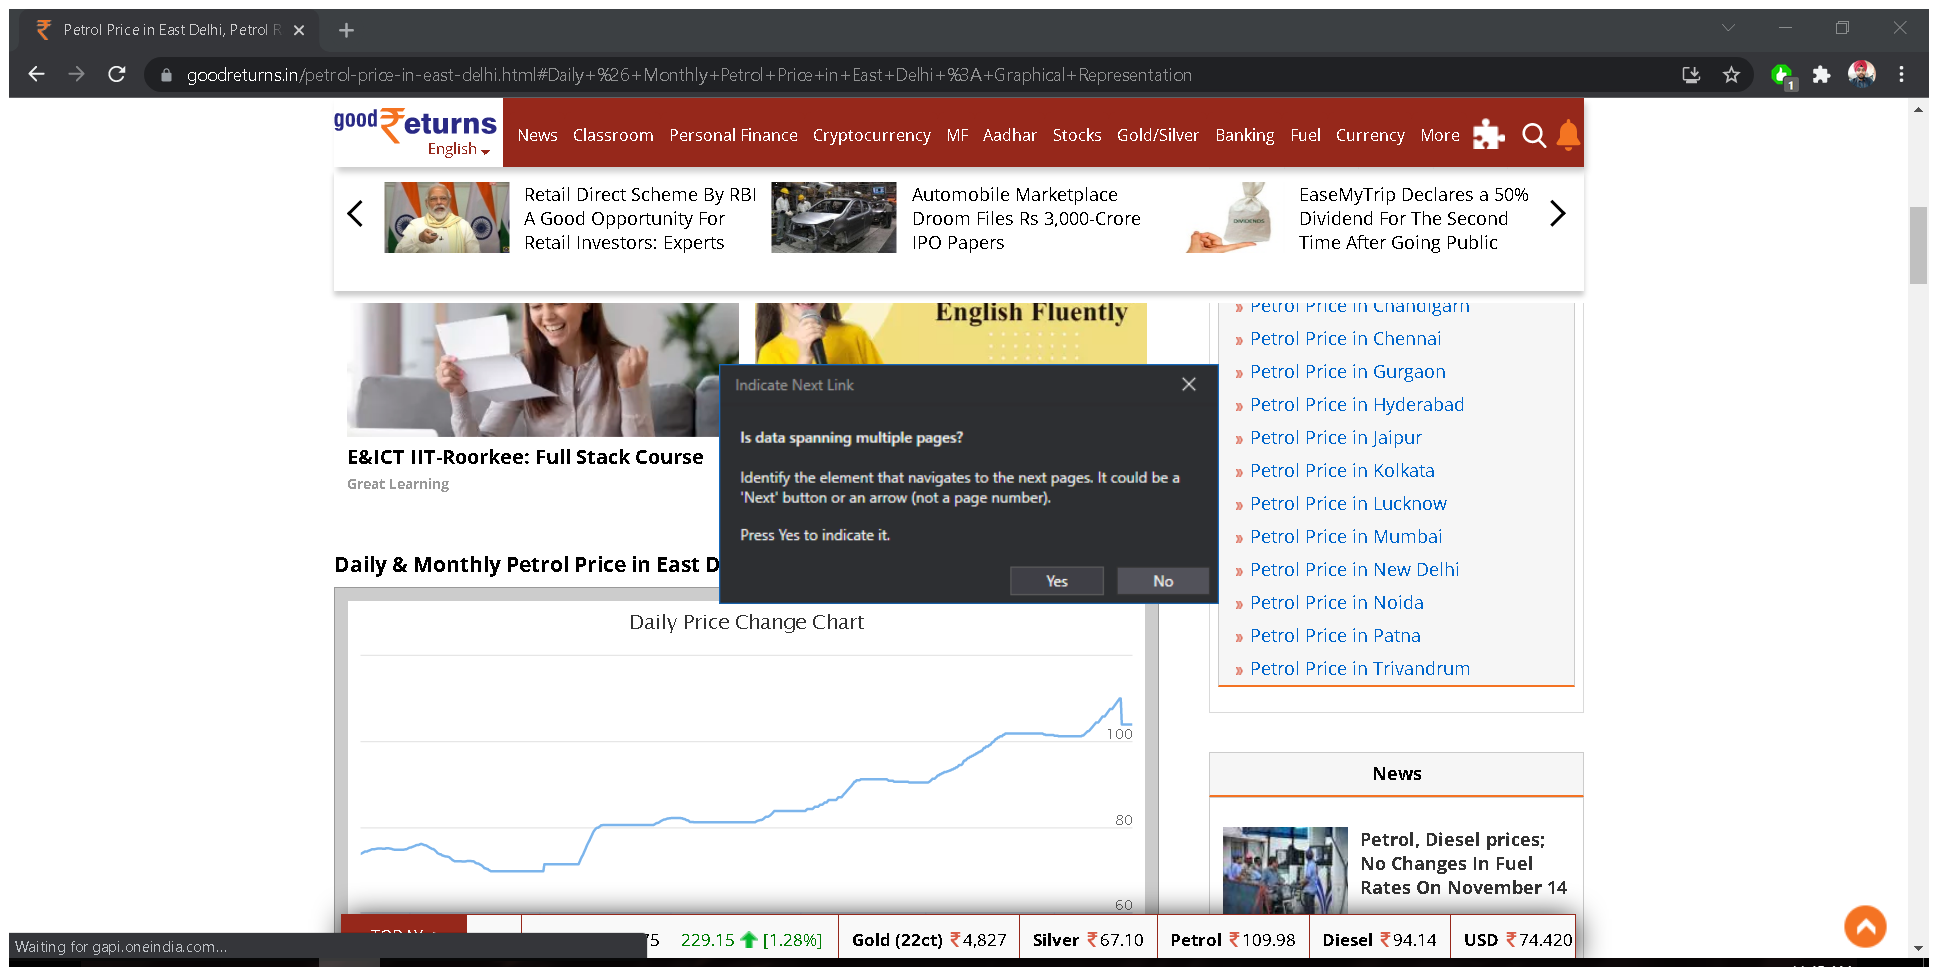 Petrol Price in East Delhi, Petrol R
goodreturns.in/petrol-price-in-east-delhi.html#Daily+%26+Monthly+Petrol+Price+in+East+Delhi+%3A+Graphical+Representation
1
good₹eturns
English
News Classroom Personal Finance Cryptocurrency MF Aadhar Stocks Gold/Silver Banking Fuel Currency More
Retail Direct Scheme By RBI
A Good Opportunity For
Retail Investors: Experts
Automobile Marketplace
Droom Files Rs 3,000-Crore
IPO Papers
DIVIDENDS
EaseMyTrip Declares a 50%
Dividend For The Second
Time After Going Public
English Fluently
E&ICT IIT-Roorkee: Full Stack Course
Great Learning
Indicate Next Link
Is data spanning multiple pages?
Identify the element that navigates to the next pages. It could be a
'Next' button or an arrow (not a page number).
Press Yes to indicate it.
Yes No
Petrol Price in Chandigarh
» Petrol Price in Chennai
» Petrol Price in Gurgaon
» Petrol Price in Hyderabad
» Petrol Price in Jaipur
» Petrol Price in Kolkata
» Petrol Price in Lucknow
» Petrol Price in Mumbai
» Petrol Price in New Delhi
» Petrol Price in Noida
» Petrol Price in Patna
» Petrol Price in Trivandrum
Daily & Monthly Petrol Price in East D
Daily Price Change Chart
100
80
60
News
Petrol, Diesel prices;
No Changes In Fuel
Rates On November 14
TODAY
75 229.15 [1.28%] Gold (22ct) ₹4,827 Silver ₹67.10 Petrol ₹109.98 Diesel ₹94.14 USD ₹74.420
Waiting for gapi.oneindia.com...